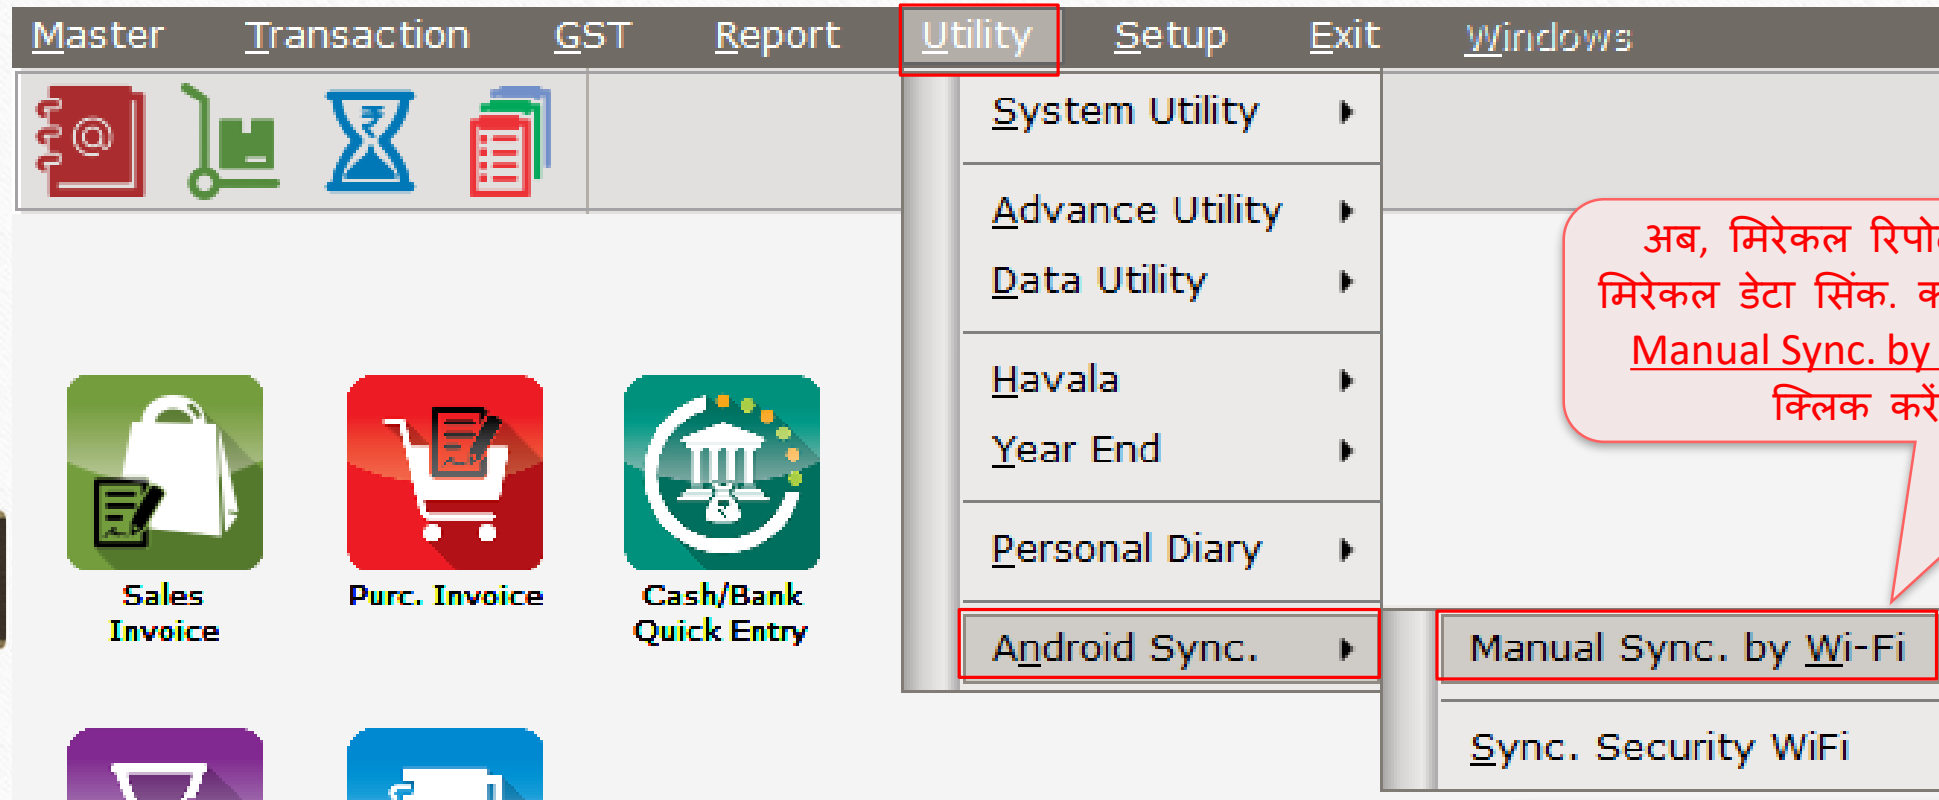 Master Transaction GST Report Utility Setup Exit Windows
System Utility
Advance Utility
Data Utility
Havala
Year End
Personal Diary
Android Sync.
Manual Sync. by Wi-Fi
Sync. Security WiFi
अब, मिरेकल
मिरेकल डेटा सिंक.
Manual Sync. by
क्लिक करें
Sales
Invoice
Purc. Invoice
Cash/Bank
Quick Entry